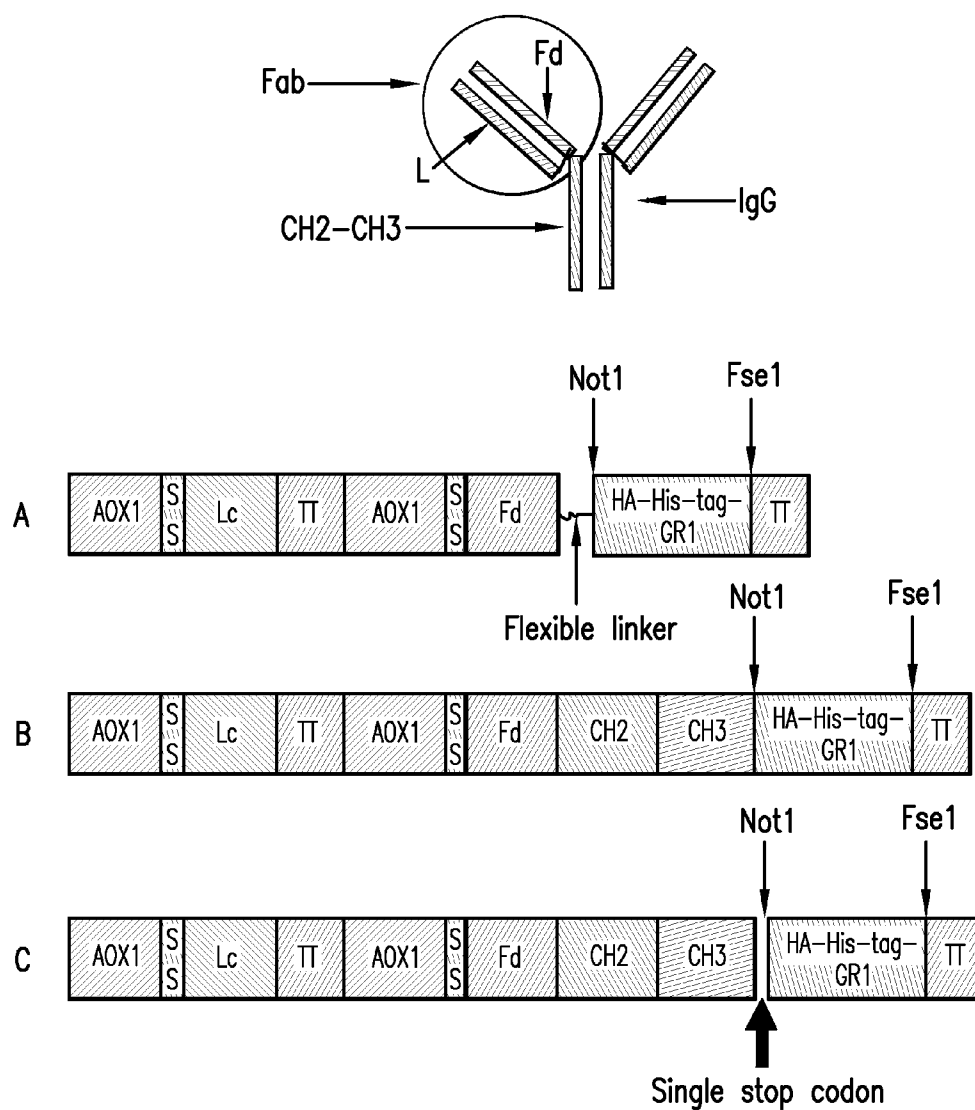 Fd
Fab
L
IgG
CH2-CH3
Not1
Fse1
A
AOX1
S
S
Lc
TT
AOX1
S
S
Fd
HA-His-tag-
GR1
TT
Flexible linker
Not1
Fse1
B
AOX1
S
S
Lc
TT
AOX1
S
S
Fd
CH2
CH3
HA-His-tag-
GR1
TT
Not1
Fse1
C
AOX1
S
S
Lc
TT
AOX1
S
S
Fd
CH2
CH3
HA-His-tag-
GR1
TT
Single stop codon